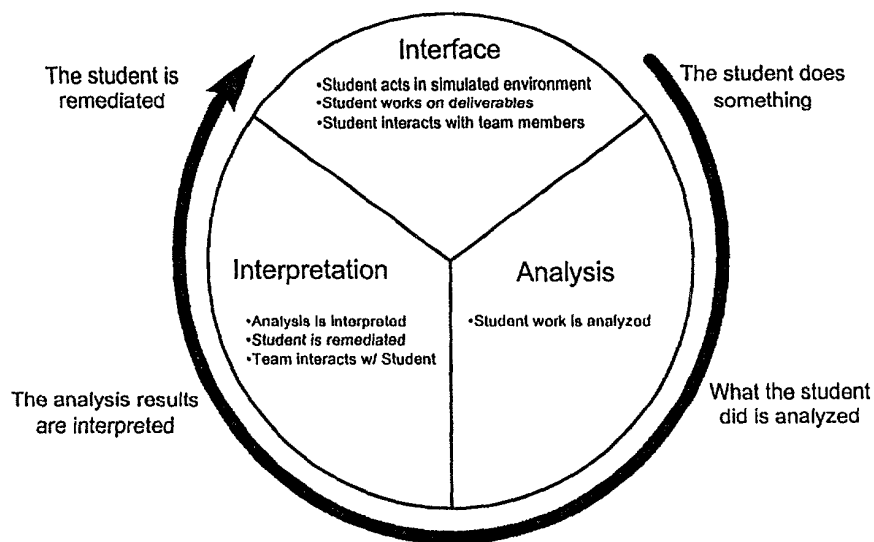 Interface
•Student acts in simulated environment
•Student works on deliverables
•Student interacts with team members
The student is
remediated
The student does
something
Interpretation
•Analysis is interpreted
•Student is remediated
•Team interacts w/ Student
Analysis
•Student work is analyzed
The analysis results
are interpreted
What the student
did is analyzed